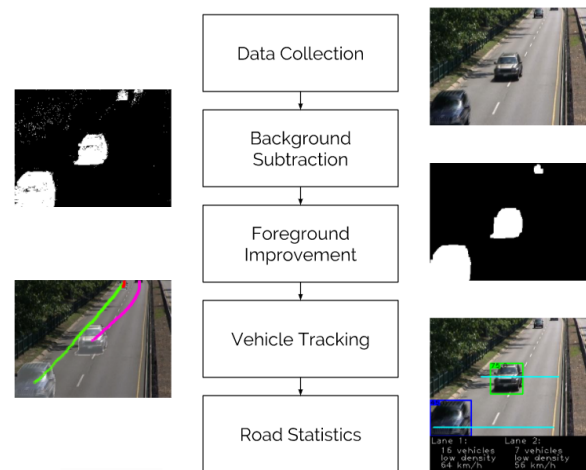 Data Collection
Background
Subtraction
Foreground
Improvement
Vehicle Tracking
Road Statistics
Lane 1: Lane 2:
16 vehicles 7 vehicles
low density low density
64 km/h 56 km/h